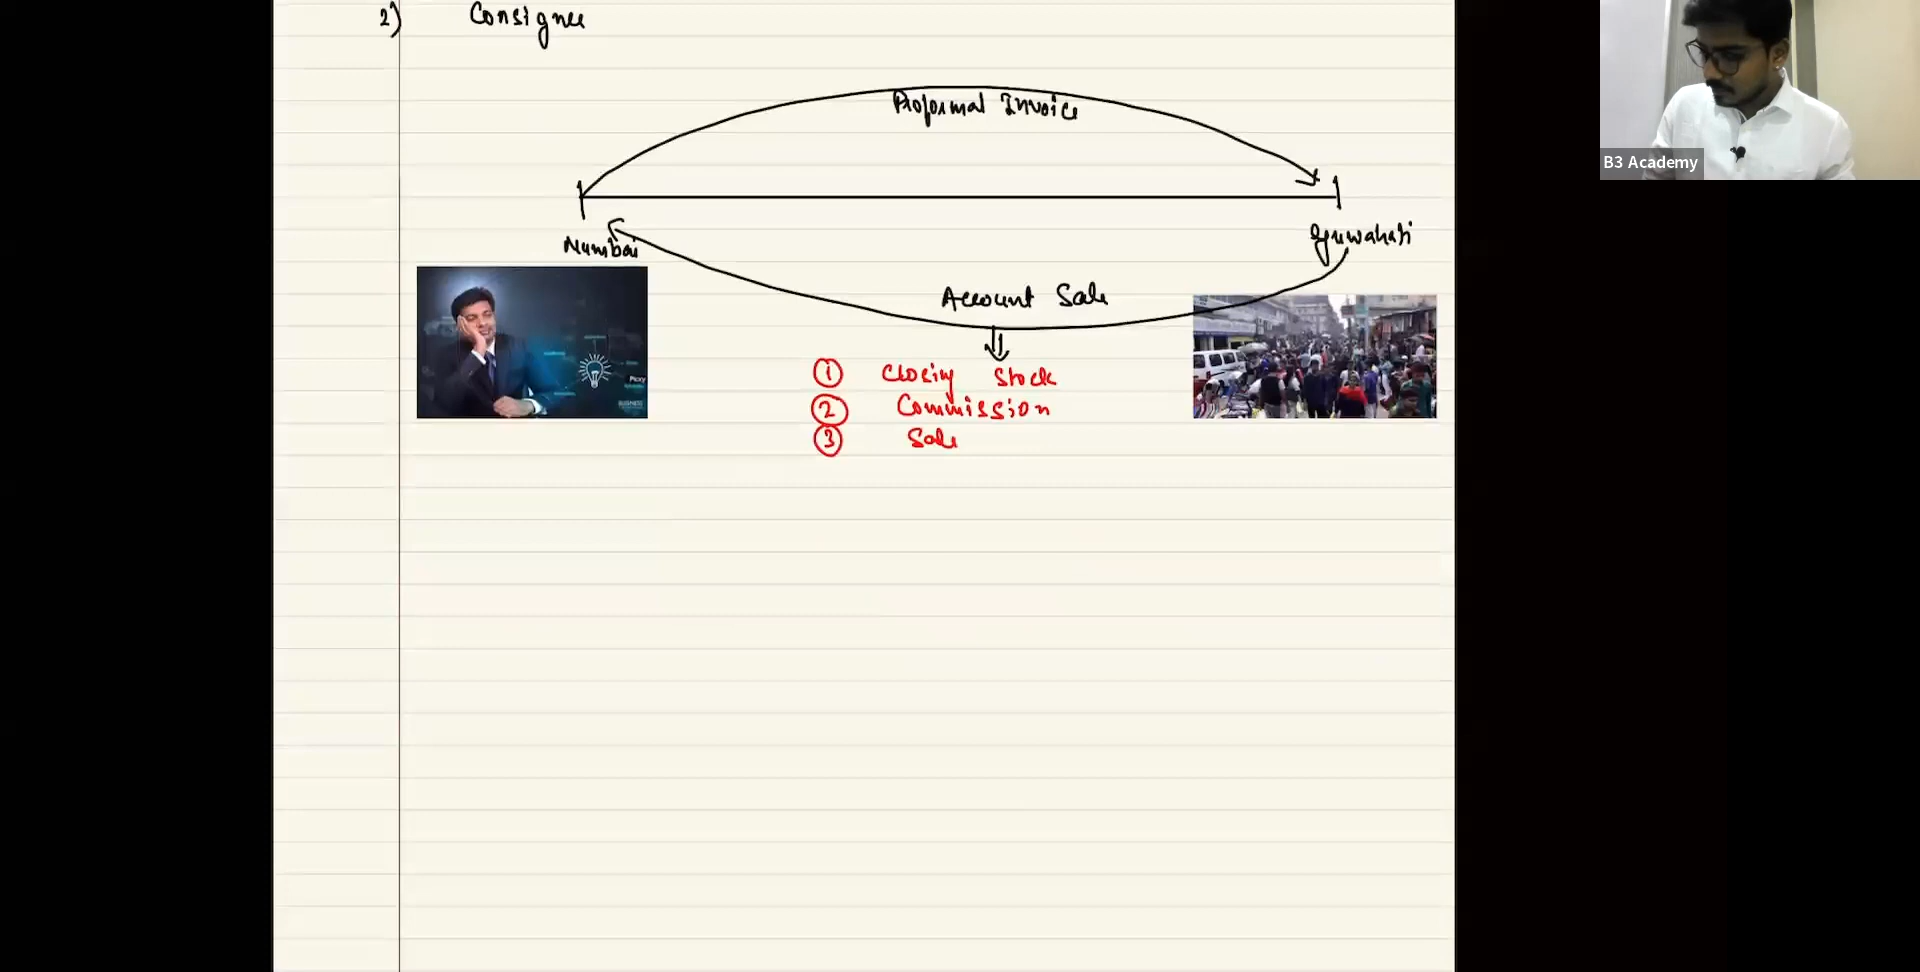 2) Consignee
Proformal Invoice
Mumbai
Guwahati
Account Sale
① Closing Stock
② Commission
③ Sale
B3 Academy